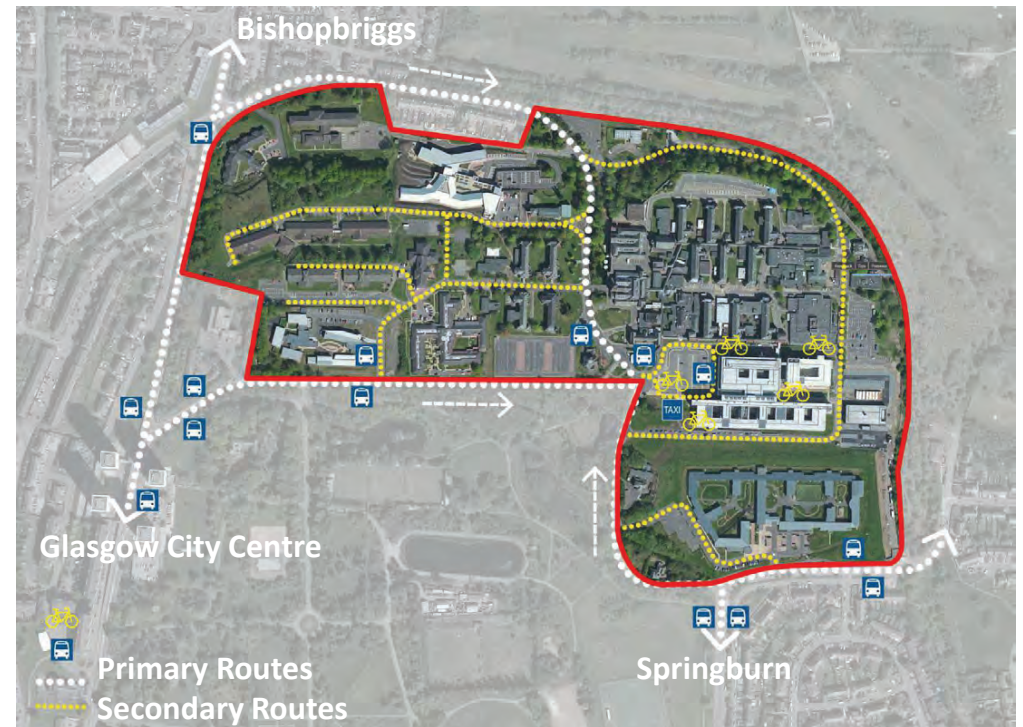 Bishopbriggs
TAXI
Glasgow City Centre
Springburn
Primary Routes
Secondary Routes